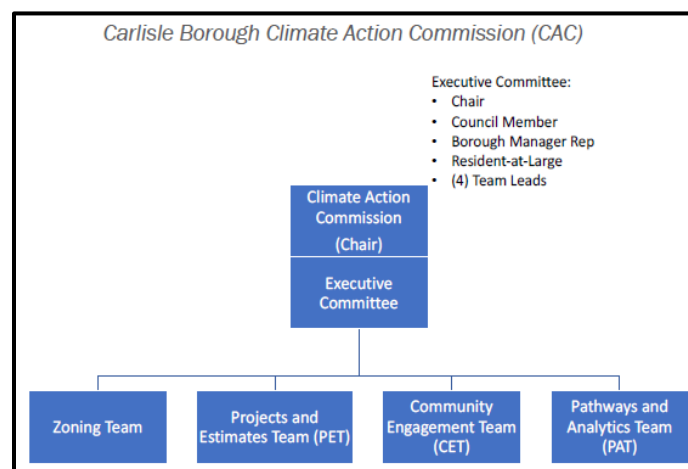 Carlisle Borough Climate Action Commission (CAC)
Executive Committee:
• Chair
• Council Member
• Borough Manager Rep
• Resident-at-Large
• (4) Team Leads
Climate Action
Commission
(Chair)
Executive
Committee
Zoning Team
Projects and
Estimates Team (PET)
Community
Engagement Team
(CET)
Pathways and
Analytics Team
(PAT)